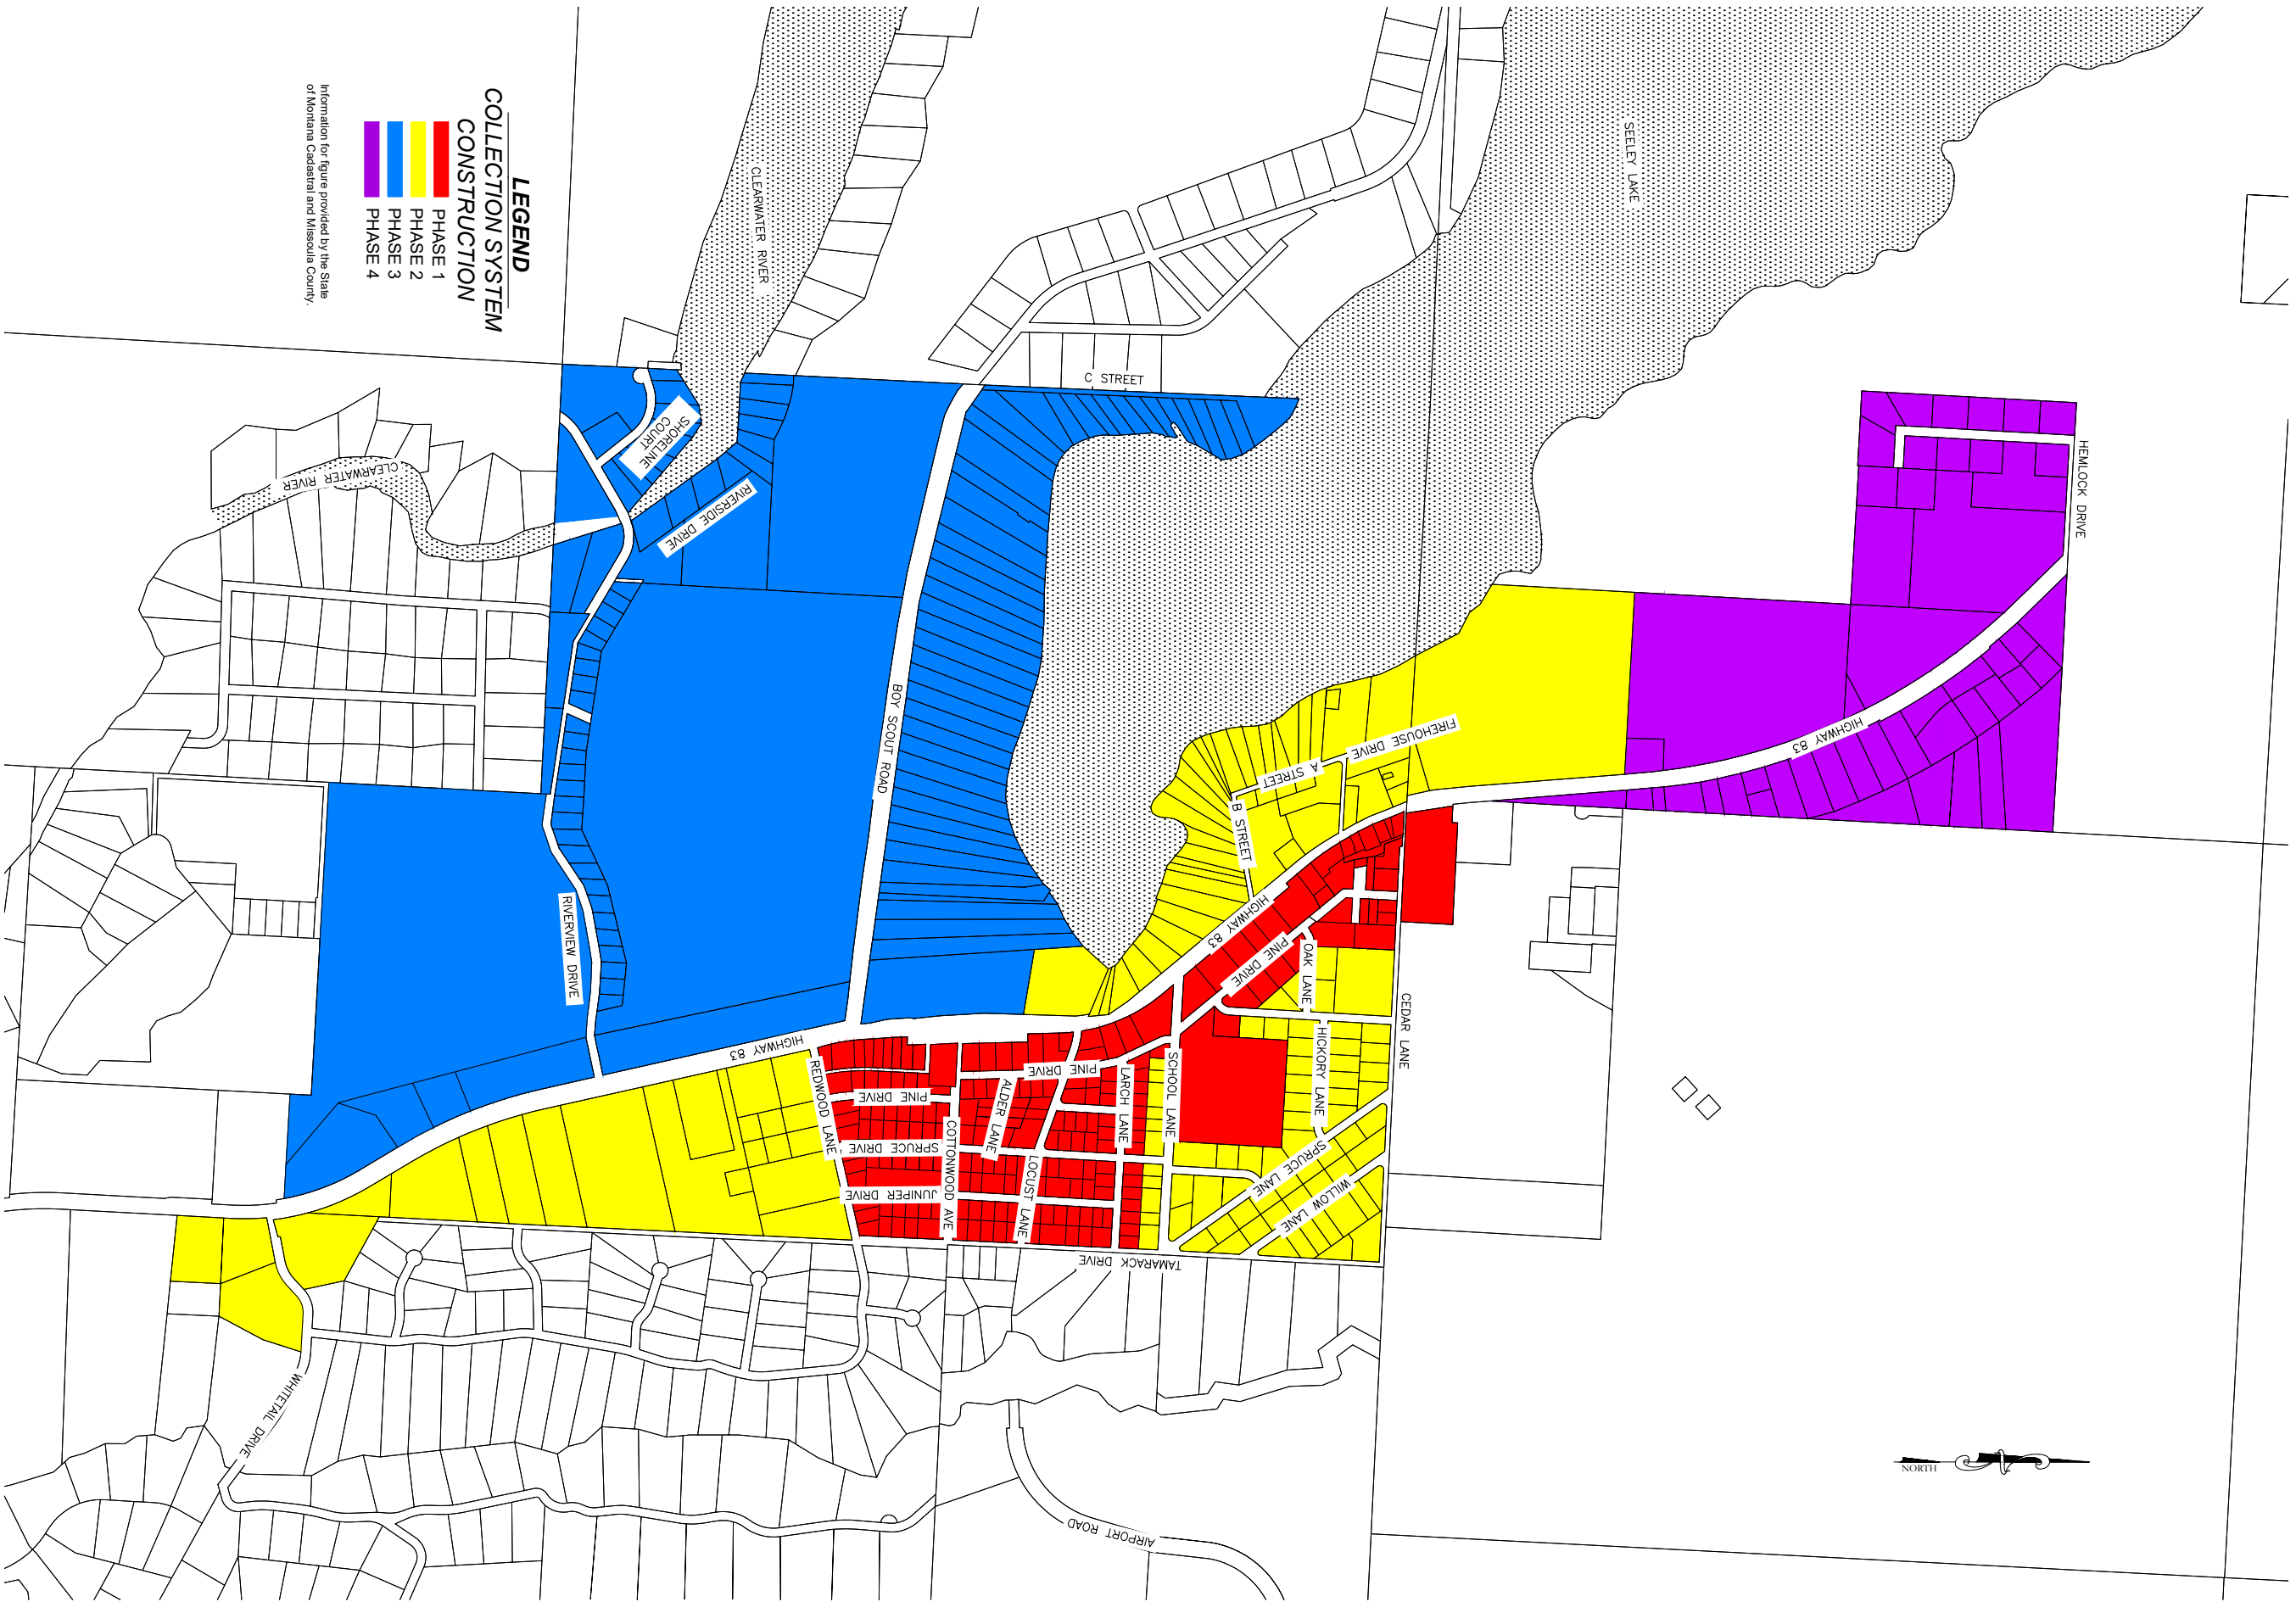 LEGEND
COLLECTION SYSTEM
CONSTRUCTION
PHASE 1
PHASE 2
PHASE 3
PHASE 4
Information for figure provided by the State
of Montana Cadastral and Missoula County.
CLEARWATER RIVER
SEELEY LAKE
C STREET
SHORELINE
COURT
CLEARWATER RIVER
RIVERSIDE DRIVE
HEMLOCK DRIVE
BOY SCOUT ROAD
HIGHWAY 83
FIREHOUSE DRIVE
A STREET
B STREET
HIGHWAY 83
PINE DRIVE
OAK LANE
CEDAR LANE
RIVERVIEW DRIVE
HIGHWAY 83
REDWOOD LANE
PINE DRIVE
PINE DRIVE
ALDER LANE
LARCH LANE
SCHOOL LANE
HICKORY LANE
SPRUCE DRIVE
COTTONWOOD AVE
LOCUST LANE
JUNIPER DRIVE
SPRUCE LANE
WILLOW LANE
TAMARACK DRIVE
WHITETAIL DRIVE
AIRPORT ROAD
NORTH